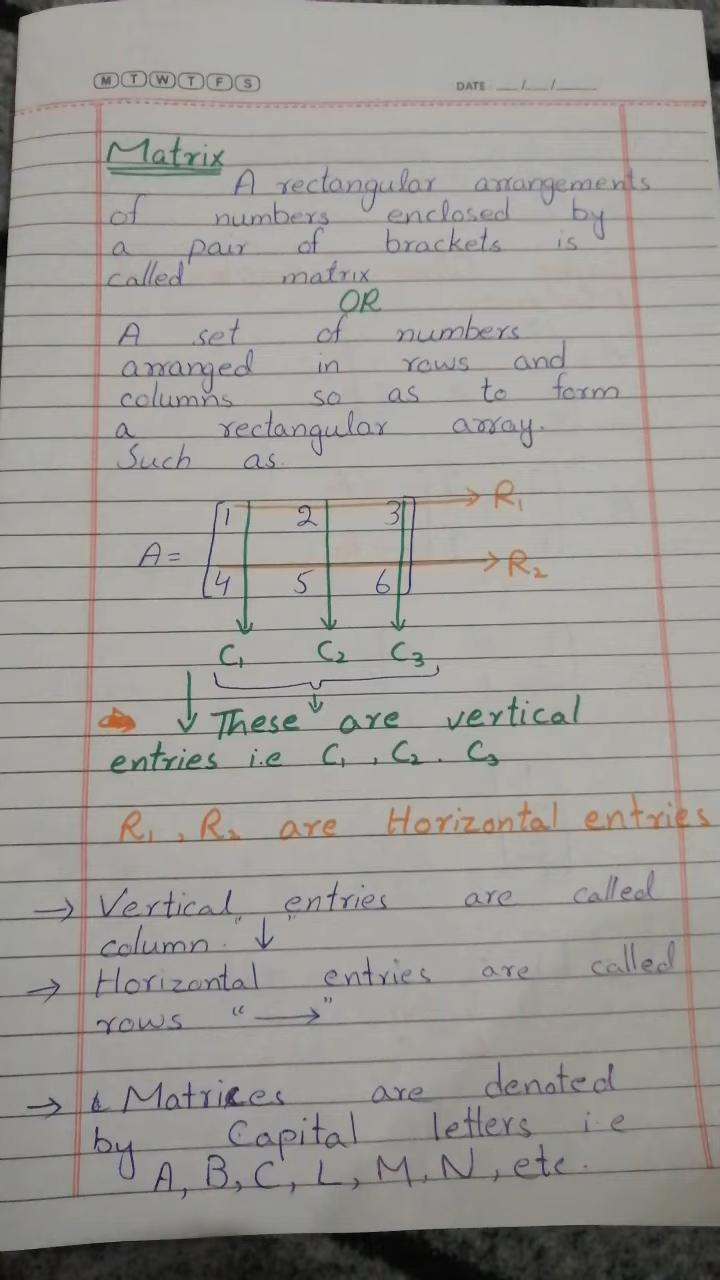 M T W T F S
DATE __/__/____
Matrix
A rectangular arrangements
of numbers enclosed by
a pair of brackets is
called matrix
OR
A set of numbers
arranged in rows and
columns so as to form
a rectangular array.
Such as.
1 2 3 → R₁
A =
4 5 6 → R₂
C₁ C₂ C₃
↓ These are vertical
entries i.e C₁, C₂. C₃
R₁, R₂ are Horizontal entries
→ Vertical entries are called
column. "↓"
→ Horizontal entries are called
rows "→"
→ Matrices are denoted
by Capital letters i.e
A, B, C, L, M, N, etc.